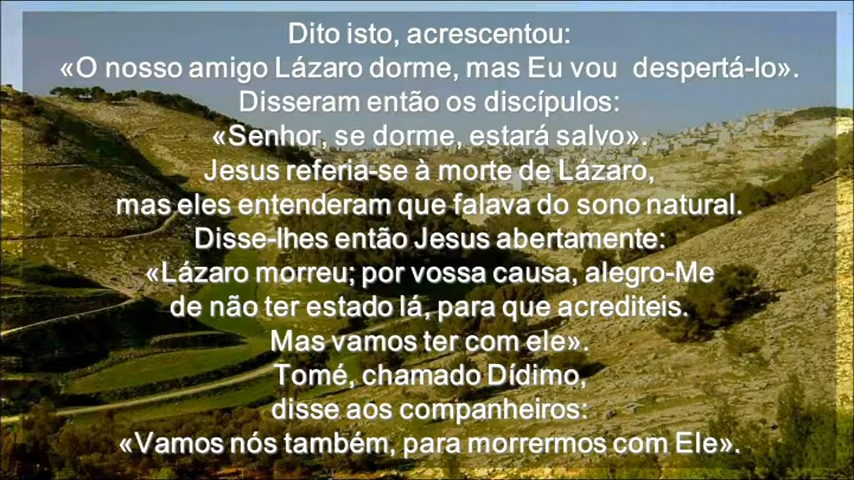 Dito isto, acrescentou:
«O nosso amigo Lázaro dorme, mas Eu vou despertá-lo».
Disseram então os discípulos:
«Senhor, se dorme, estará salvo».
Jesus referia-se à morte de Lázaro,
mas eles entenderam que falava do sono natural.
Disse-lhes então Jesus abertamente:
«Lázaro morreu; por vossa causa, alegro-Me
de não ter estado lá, para que acrediteis.
Mas vamos ter com ele».
Tomé, chamado Dídimo,
disse aos companheiros:
«Vamos nós também, para morrermos com Ele».